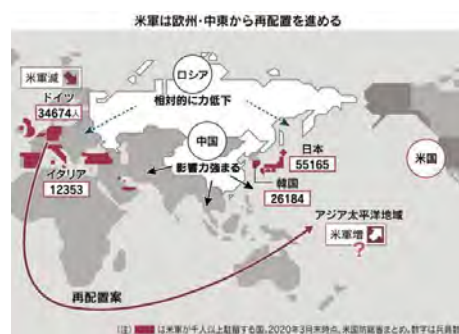 米軍は欧州・中東から再配置を進める
ロシア
米軍減
ドイツ
34674人
相対的に力低下
中国
日本
55165
米国
影響力強まる
イタリア
12353
韓国
26184
アジア太平洋地域
米軍増
?
再配置案
(注) は米軍が千人以上駐留する国。2020年3月末時点。米国防総省まとめ。数字は兵員数